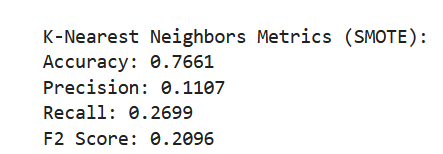 K-Nearest Neighbors Metrics (SMOTE):
Accuracy: 0.7661
Precision: 0.1107
Recall: 0.2699
F2 Score: 0.2096